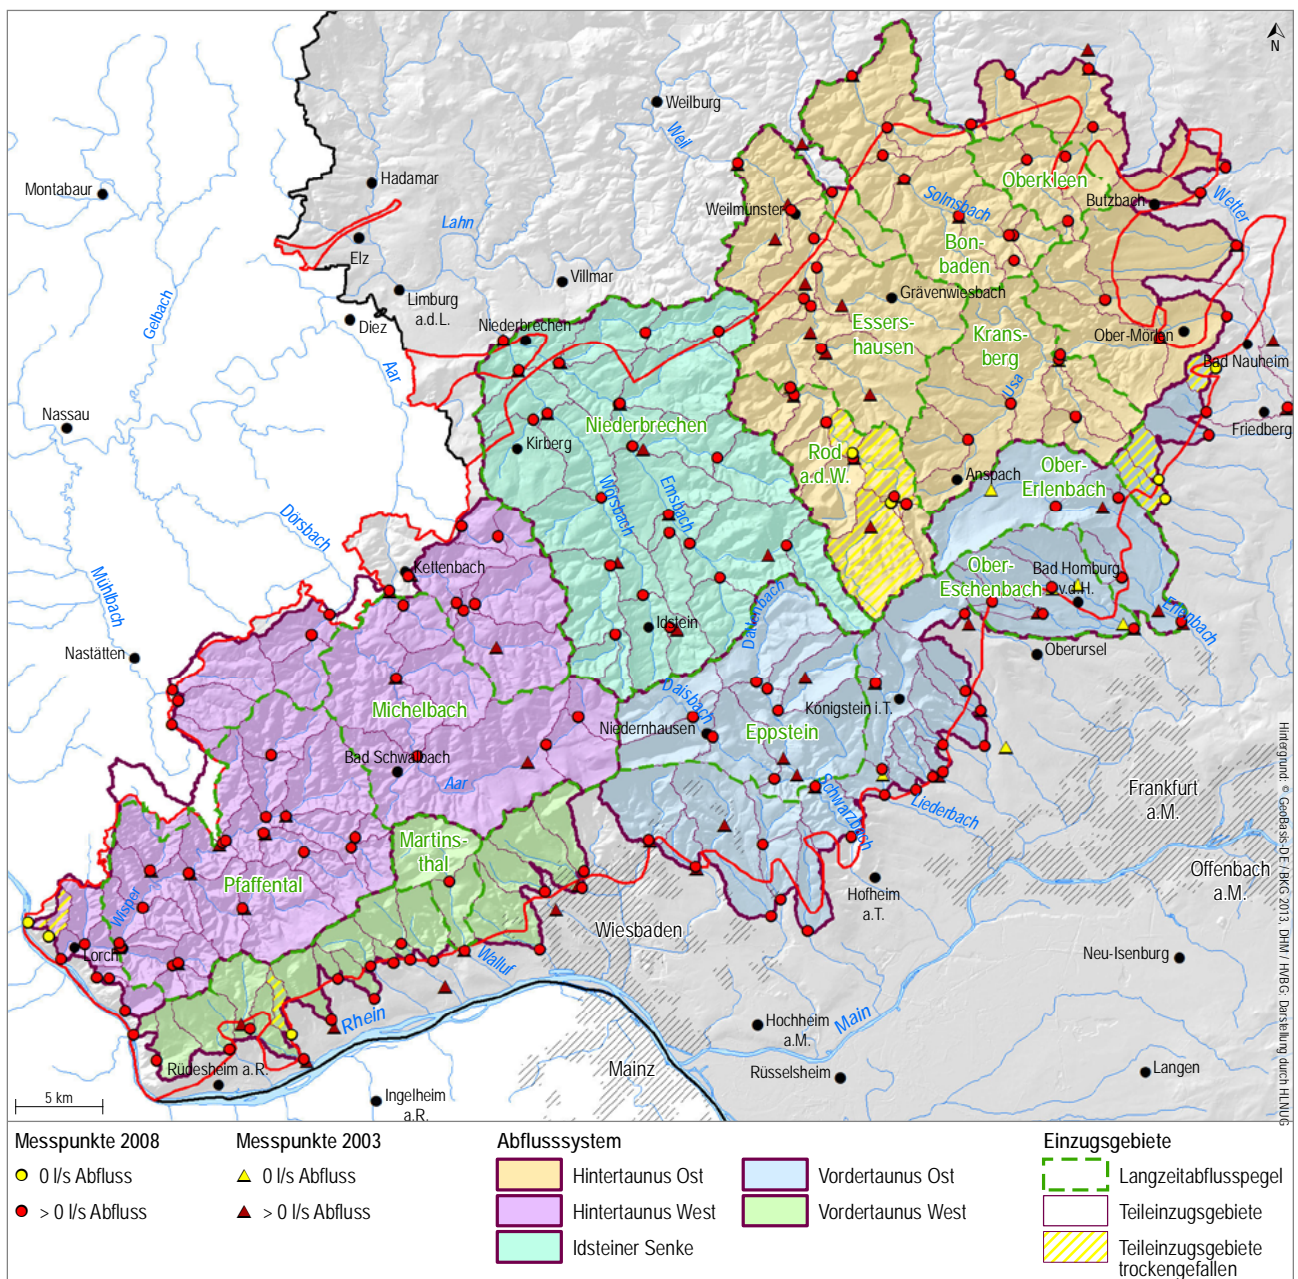 N
Weilburg
Weil
Montabaur
Hadamar
Lahn
Elz
Weilmünster
Solmsbach
Oberkleen
Butzbach
Wetter
Bon-
baden
Villmar
Limburg
a.d.L.
Gelbach
Diez
Niederbrechen
Grävenwiesbach
Essers-
hausen
Krans-
berg
Ober-Mörlen
Bad Nauheim
Aar
Usa
Nassau
Niederbrechen
Friedberg
Kirberg
Rod
a.d.W.
Anspach
Ober-
Erlenbach
Wörsbach
Emsbach
Dörsbach
Mühlbach
Kettenbach
Ober-
Eschenbach
Bad Homburg
v.d.H.
Erlenbach
Idstein
Dattenbach
Nastätten
Oberursel
Michelbach
Daisbach
Königstein i.T.
Niedernhausen
Eppstein
Bad Schwalbach
Aar
Schwarzbach
Liederbach
Frankfurt
a.M.
Martins-
thal
Offenbach
a.M.
Pfaffental
Hofheim
a.T.
Wisper
Wiesbaden
Lorch
Neu-Isenburg
Walluf
Rhein
Main
Hochheim
a.M.
Rüdesheim a.R.
Mainz
Rüsselsheim
Langen
Ingelheim
a.R.
5 km
Hintergrund: © GeoBasis-DE / BKG 2013, DHM / HVBG; Darstellung durch HLNUG
Messpunkte 2008
0 l/s Abfluss
> 0 l/s Abfluss
Messpunkte 2003
0 l/s Abfluss
> 0 l/s Abfluss
Abflusssystem
Hintertaunus Ost
Hintertaunus West
Idsteiner Senke
Vordertaunus Ost
Vordertaunus West
Einzugsgebiete
Langzeitabflusspegel
Teileinzugsgebiete
Teileinzugsgebiete
trockengefallen